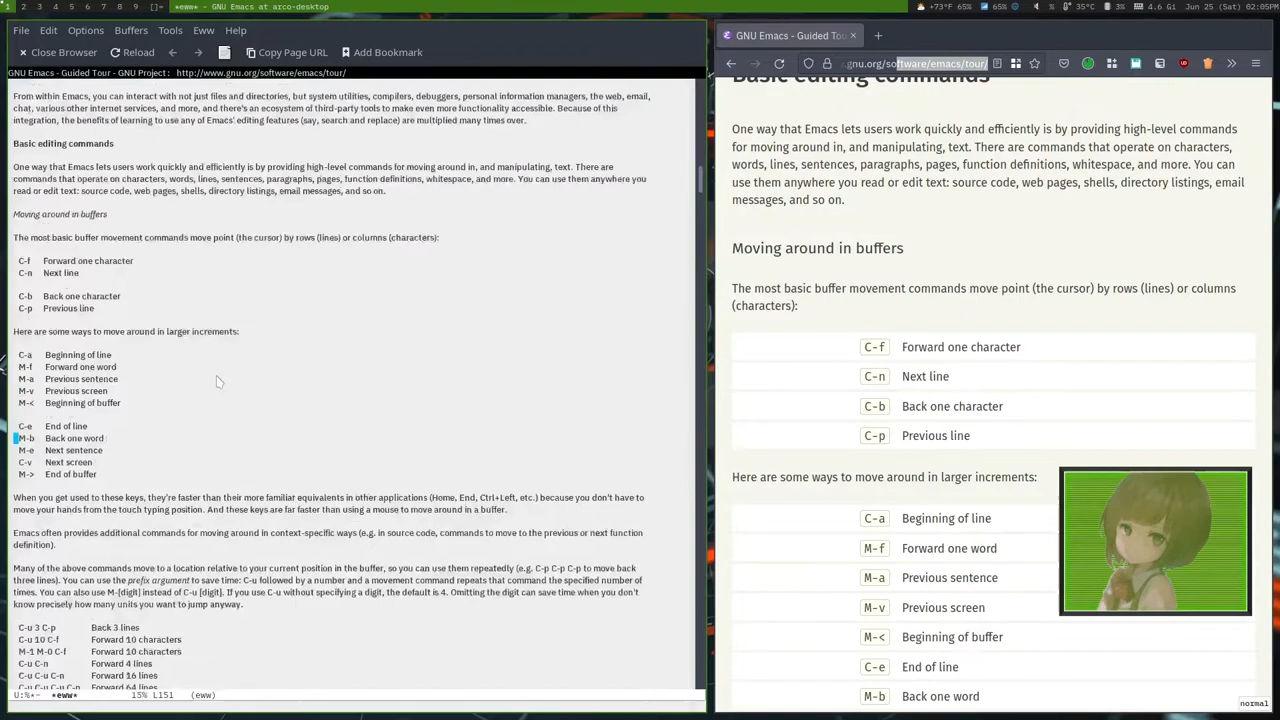 1 2 3 4 5 6 7 8 9 []= *eww* - GNU Emacs at arco-desktop
+96% 65% 35°C 4.6 G Jun 25 (Sat) 02:05PM
File Edit Options Buffers Tools Eww Help
Close Browser Reload Copy Page URL Add Bookmark
GNU Emacs - Guided Tour - GNU Project: http://www.gnu.org/software/emacs/tour/
From within Emacs, you can interact with not just files and directories, but system utilities, compilers, debuggers, personal information managers, the web, email,
chat, various other internet services, and more, and there's an ecosystem of third-party tools to make even more functionality accessible. Because of this
integration, the benefits of learning to use any of Emacs' editing features (say, search and replace) are multiplied many times over.
Basic editing commands
One way that Emacs lets users work quickly and efficiently is by providing high-level commands for moving around in, and manipulating, text. There are
commands that operate on characters, words, lines, sentences, paragraphs, pages, function definitions, whitespace, and more. You can use them anywhere you
read or edit text: source code, web pages, shells, directory listings, email messages, and so on.
Moving around in buffers
The most basic buffer movement commands move point (the cursor) by rows (lines) or columns (characters):
C-f Forward one character
C-n Next line
C-b Back one character
C-p Previous line
Here are some ways to move around in larger increments:
C-a Beginning of line
M-f Forward one word
M-a Previous sentence
M-v Previous screen
M-< Beginning of buffer
C-e End of line
M-b Back one word
M-e Next sentence
C-v Next screen
M-> End of buffer
When you get used to these keys, they're faster than their more familiar equivalents in other applications (Home, End, Ctrl+Left, etc.) because you don't have to
move your hands from the touch typing position. And these keys are far faster than using a mouse to move around in a buffer.
Emacs often provides additional commands for moving around in context-specific ways (e.g. in source code, commands to move to the previous or next function
definition).
Many of the above commands move to a location relative to your current position in the buffer, so you can use them repeatedly (e.g. C-p C-p C-p to move back
three lines). You can use the prefix argument to save time: C-u followed by a number and a movement command repeats that command the specified number of
times. You can also use M-[digit] instead of C-u [digit]. If you use C-u without specifying a digit, the default is 4. Omitting the digit can save time when you don't
know precisely how many units you want to jump anyway.
C-u 3 C-p Back 3 lines
C-u 10 C-f Forward 10 characters
M-1 M-0 C-f Forward 10 characters
C-u C-n Forward 4 lines
C-u C-u C-n Forward 16 lines
C-u C-u C-u C-n Forward 64 lines
U:%*- *eww* 15% L151 (eww)
GNU Emacs - Guided Tou
.gnu.org/software/emacs/tour/
Basic editing commands
One way that Emacs lets users work quickly and efficiently is by providing high-level commands
for moving around in, and manipulating, text. There are commands that operate on characters,
words, lines, sentences, paragraphs, pages, function definitions, whitespace, and more. You can
use them anywhere you read or edit text: source code, web pages, shells, directory listings, email
messages, and so on.
Moving around in buffers
The most basic buffer movement commands move point (the cursor) by rows (lines) or columns
(characters):
C-f Forward one character
C-n Next line
C-b Back one character
C-p Previous line
Here are some ways to move around in larger increments:
C-a Beginning of line
M-f Forward one word
M-a Previous sentence
M-v Previous screen
M-< Beginning of buffer
C-e End of line
M-b Back one word
normal